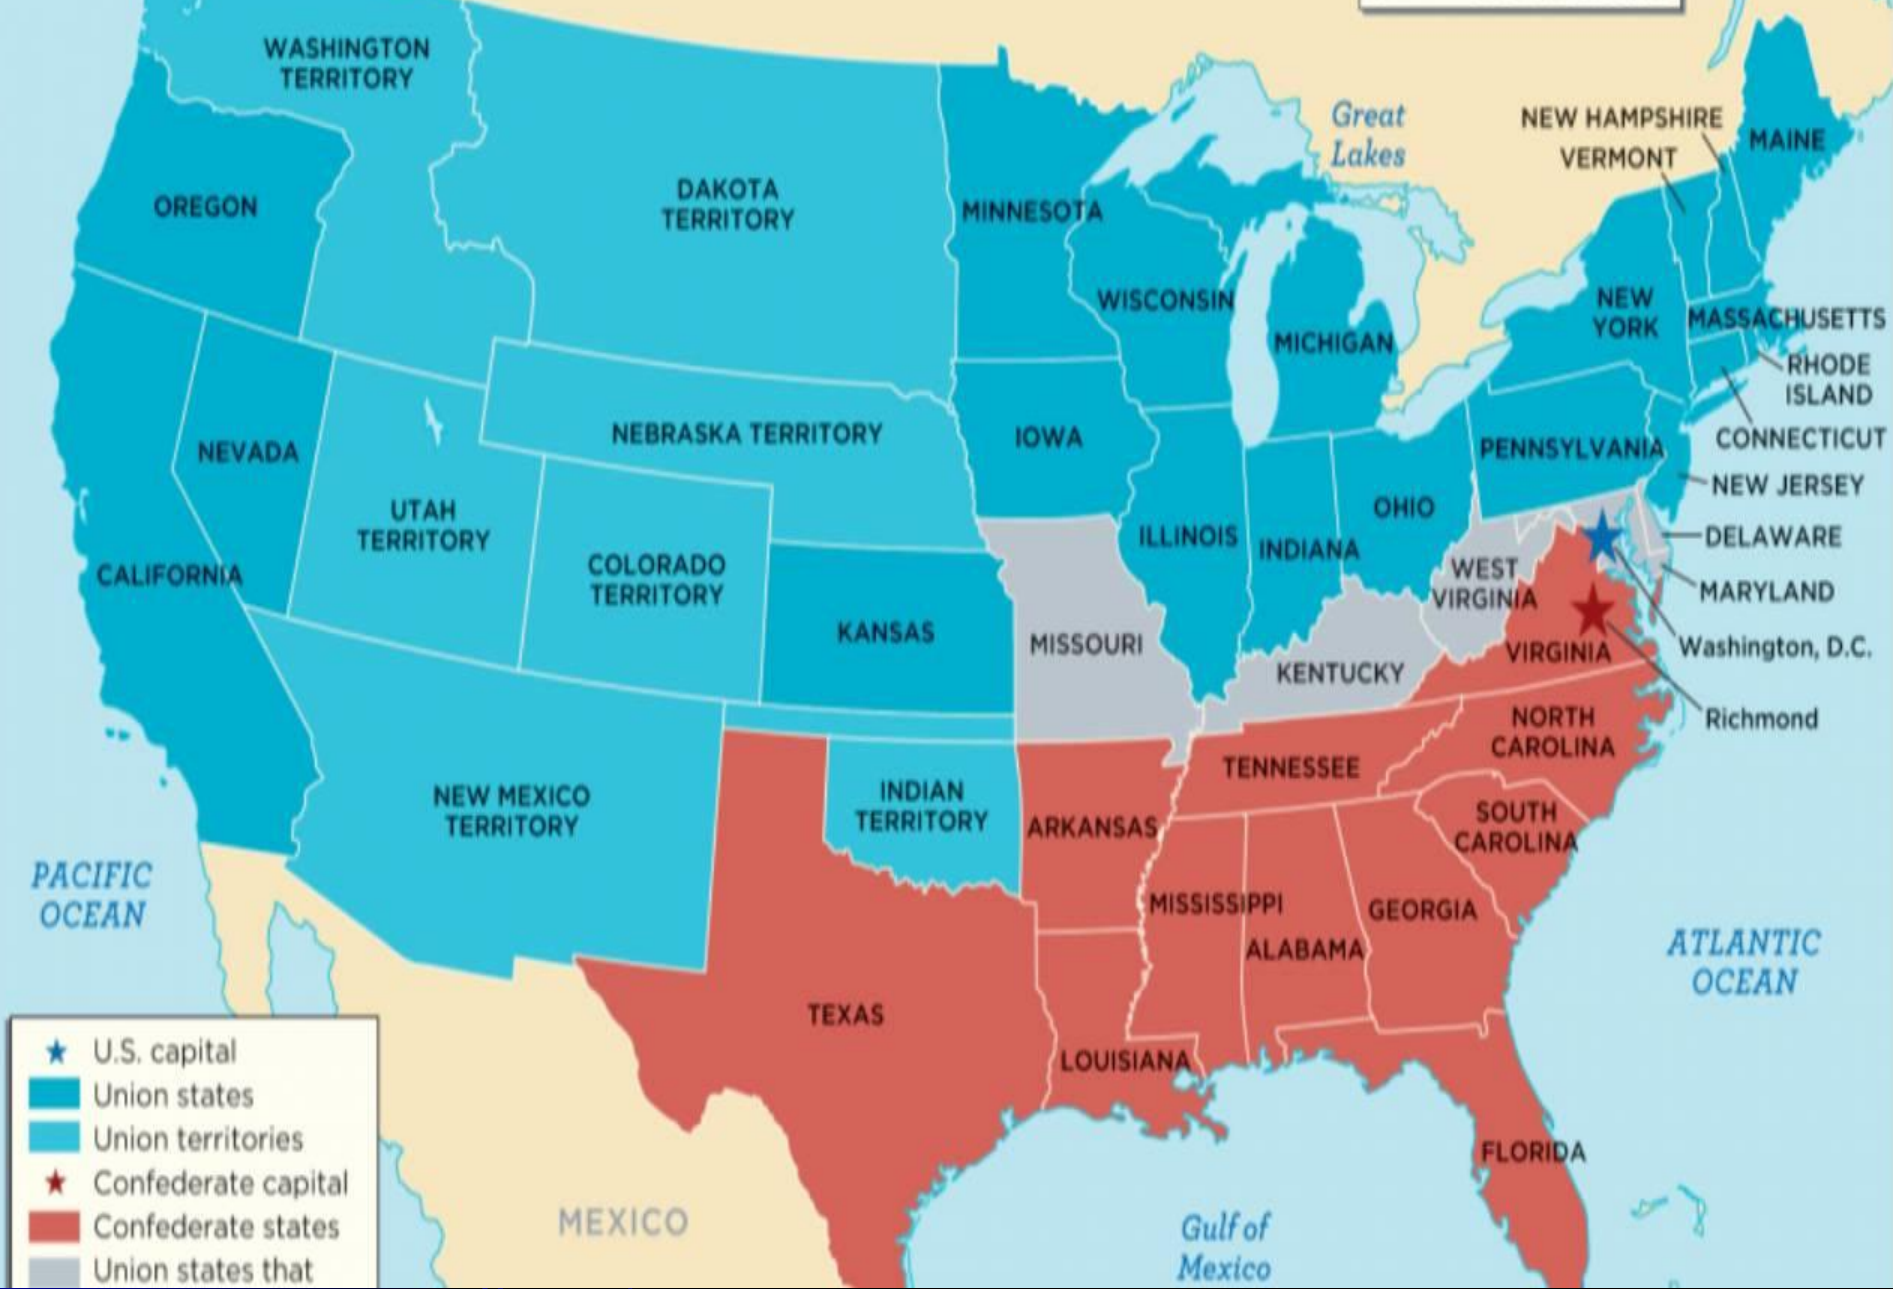 WASHINGTON
TERRITORY
OREGON
DAKOTA
TERRITORY
MINNESOTA
Great
Lakes
NEW HAMPSHIRE
VERMONT
MAINE
WISCONSIN
MICHIGAN
NEW
YORK
MASSACHUSETTS
RHODE
ISLAND
CONNECTICUT
NEVADA
NEBRASKA TERRITORY
IOWA
PENNSYLVANIA
NEW JERSEY
UTAH
TERRITORY
CALIFORNIA
COLORADO
TERRITORY
KANSAS
MISSOURI
ILLINOIS
INDIANA
OHIO
WEST
VIRGINIA
DELAWARE
MARYLAND
Washington, D.C.
KENTUCKY
VIRGINIA
Richmond
NORTH
CAROLINA
TENNESSEE
NEW MEXICO
TERRITORY
INDIAN
TERRITORY
ARKANSAS
SOUTH
CAROLINA
PACIFIC
OCEAN
MISSISSIPPI
ALABAMA
GEORGIA
ATLANTIC
OCEAN
TEXAS
LOUISIANA
FLORIDA
MEXICO
Gulf of
Mexico
U.S. capital
Union states
Union territories
Confederate capital
Confederate states
Union states that